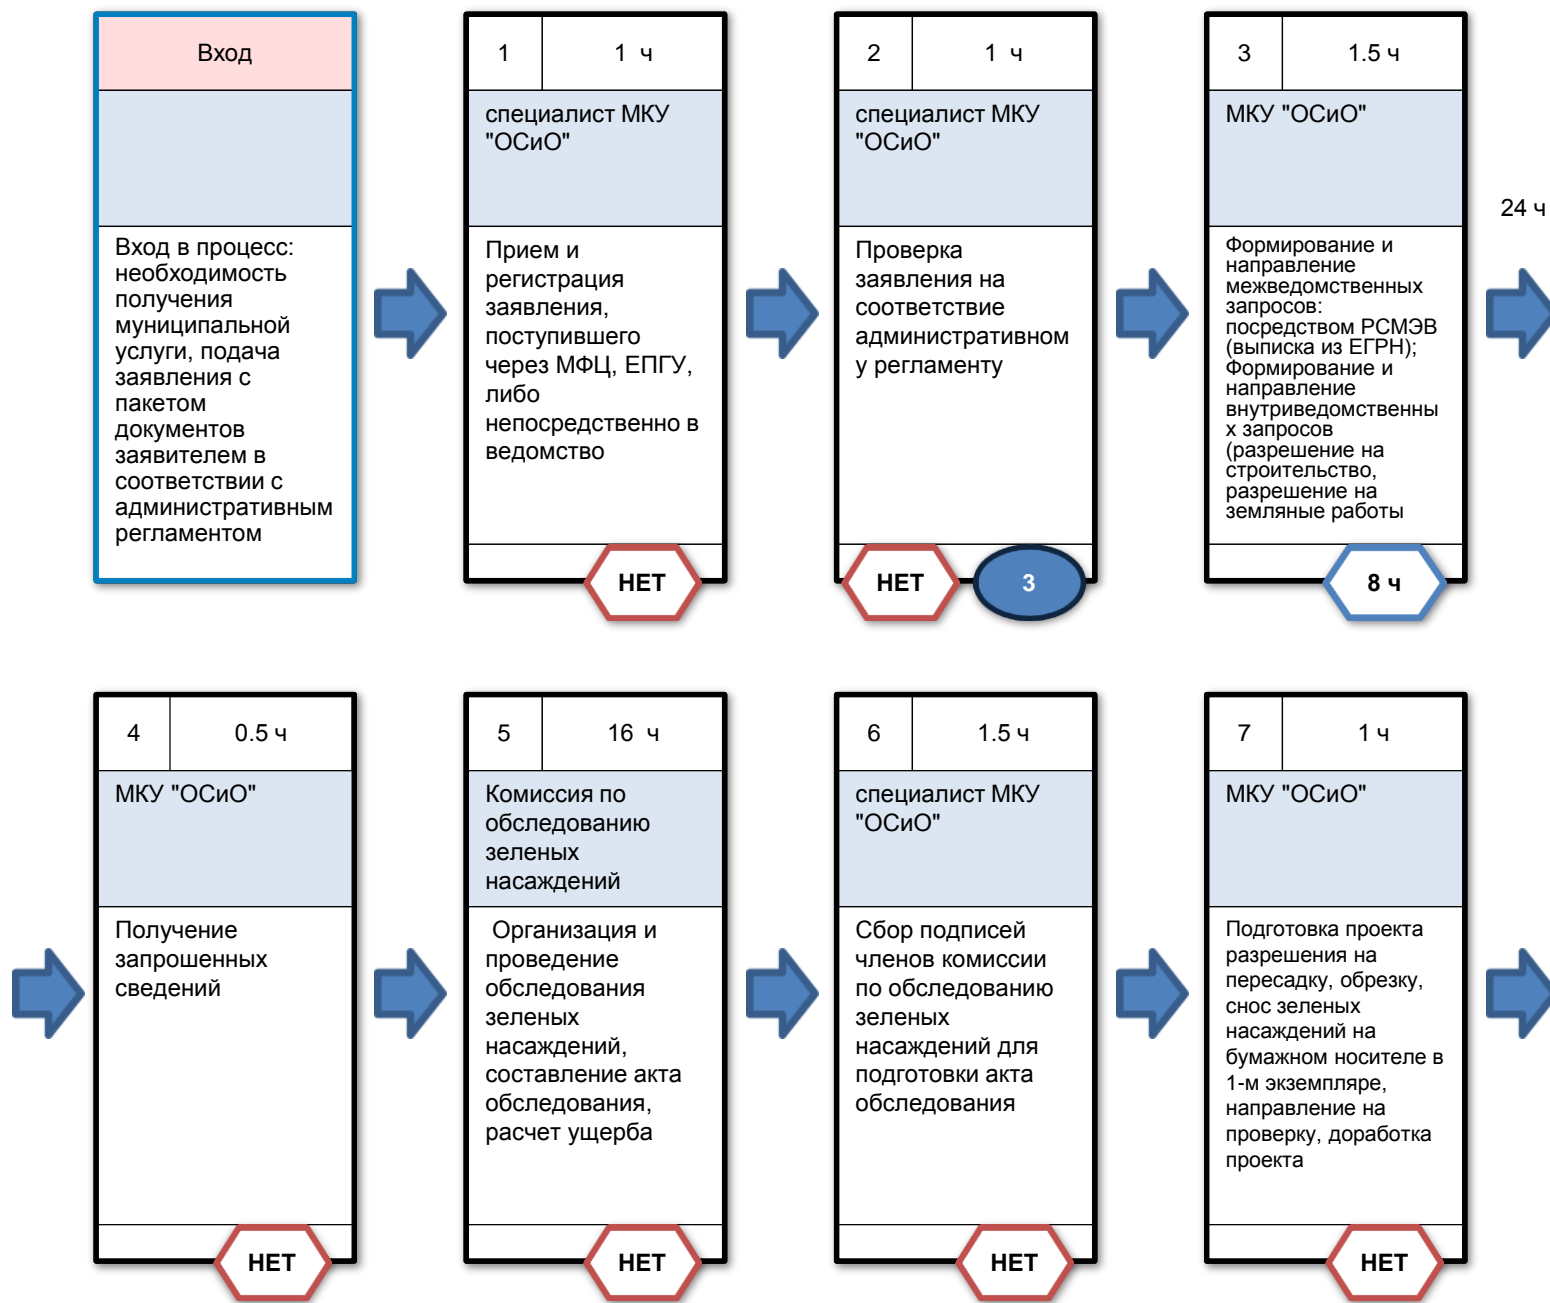 Вход
Вход в процесс:
необходимость
получения
муниципальной
услуги, подача
заявления с
пакетом
документов
заявителем в
соответствии с
административным
регламентом
1
1 ч
специалист МКУ
"ОСиО"
Прием и
регистрация
заявления,
поступившего
через МФЦ, ЕПГУ,
либо
непосредственно в
ведомство
НЕТ
2
1 ч
специалист МКУ
"ОСиО"
Проверка
заявления на
соответствие
административном
у регламенту
НЕТ
3
3
1.5 ч
МКУ "ОСиО"
Формирование и
направление
межведомственных
запросов:
посредством РСМЭВ
(выписка из ЕГРН);
Формирование и
направление
внутриведомственны
х запросов
(разрешение на
строительство,
разрешение на
земляные работы
8 ч
24 ч
4
0.5 ч
МКУ "ОСиО"
Получение
запрошенных
сведений
НЕТ
5
16 ч
Комиссия по
обследованию
зеленых
насаждений
Организация и
проведение
обследования
зеленых
насаждений,
составление акта
обследования,
расчет ущерба
НЕТ
6
1.5 ч
специалист МКУ
"ОСиО"
Сбор подписей
членов комиссии
по обследованию
зеленых
насаждений для
подготовки акта
обследования
НЕТ
7
1 ч
МКУ "ОСиО"
Подготовка проекта
разрешения на
пересадку, обрезку,
снос зеленых
насаждений на
бумажном носителе в
1-м экземпляре,
направление на
проверку, доработка
проекта
НЕТ